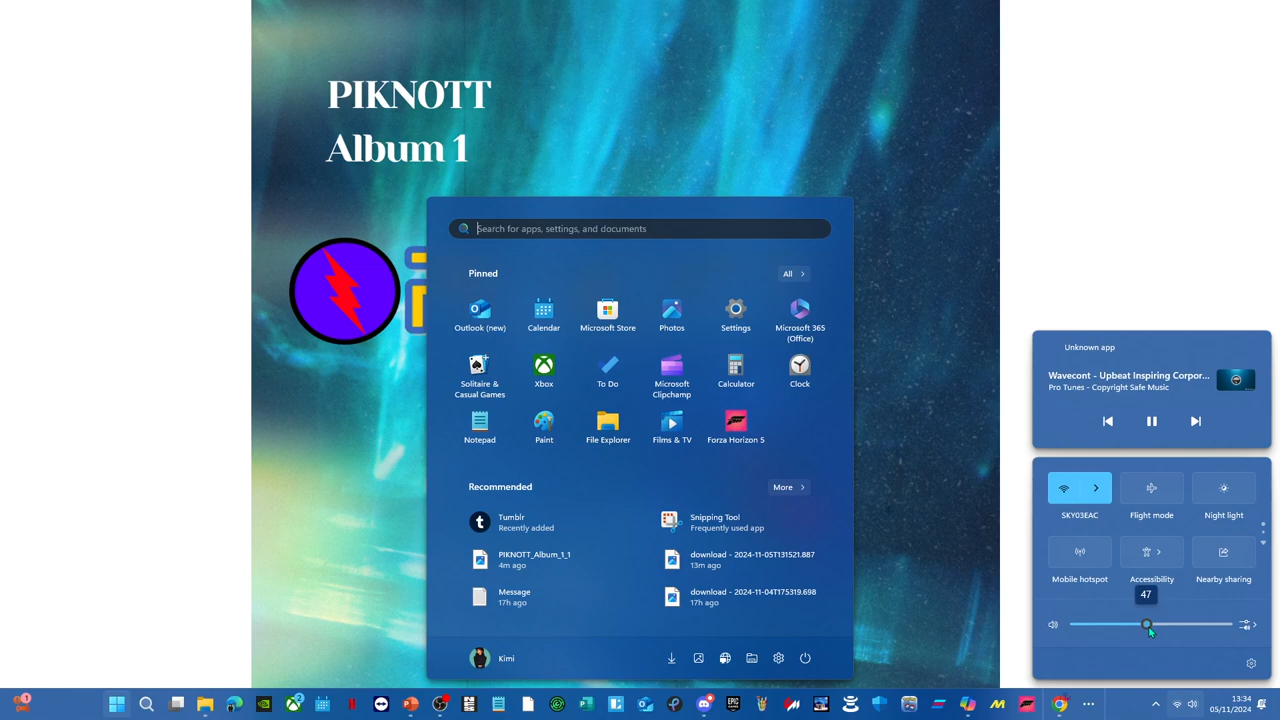 PIKNOTT
Album 1
Search for apps, settings, and documents
Pinned
All
Outlook (new)
Calendar
Microsoft Store
Photos
Settings
Microsoft 365
(Office)
Solitaire &
Casual Games
Xbox
To Do
Microsoft
Clipchamp
Calculator
Clock
Notepad
Paint
File Explorer
Films & TV
Forza Horizon 5
Recommended
More
Tumblr
Recently added
Snipping Tool
Frequently used app
PIKNOTT_Album_1_1
4m ago
download - 2024-11-05T131521.887
13m ago
Message
17h ago
download - 2024-11-04T175319.698
17h ago
Kimi
Unknown app
Wavecont - Upbeat Inspiring Corpor...
Pro Tunes - Copyright Safe Music
SKY03EAC
Flight mode
Night light
Mobile hotspot
Accessibility
Nearby sharing
47
1
2
EPIC
13:34
05/11/2024